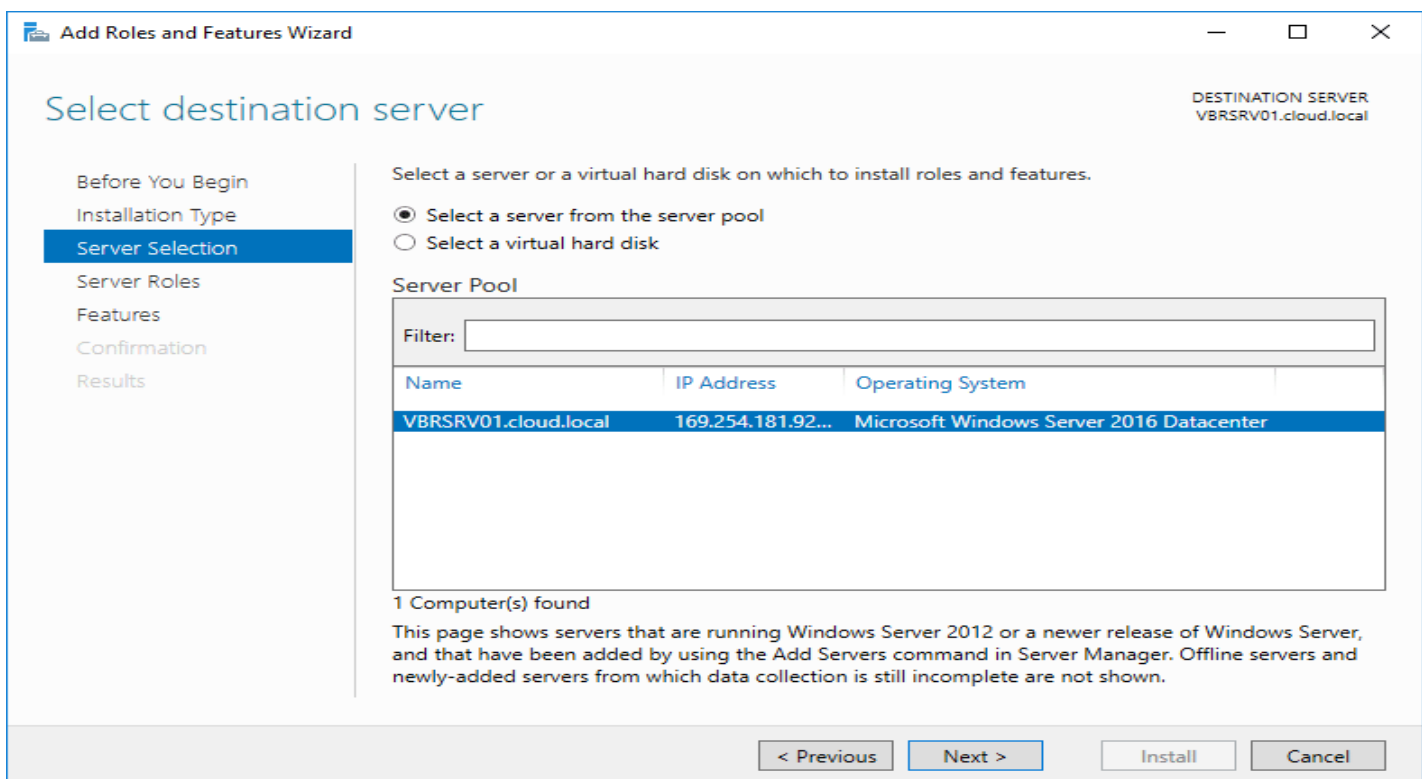 Add Roles and Features Wizard
Select destination server
DESTINATION SERVER
VBRSRV01.cloud.local
Before You Begin
Installation Type
Server Selection
Server Roles
Features
Confirmation
Results
Select a server or a virtual hard disk on which to install roles and features.
Select a server from the server pool
Select a virtual hard disk
Server Pool
Filter:
Name IP Address Operating System
VBRSRV01.cloud.local 169.254.181.92... Microsoft Windows Server 2016 Datacenter
1 Computer(s) found
This page shows servers that are running Windows Server 2012 or a newer release of Windows Server,
and that have been added by using the Add Servers command in Server Manager. Offline servers and
newly-added servers from which data collection is still incomplete are not shown.
< Previous Next > Install Cancel